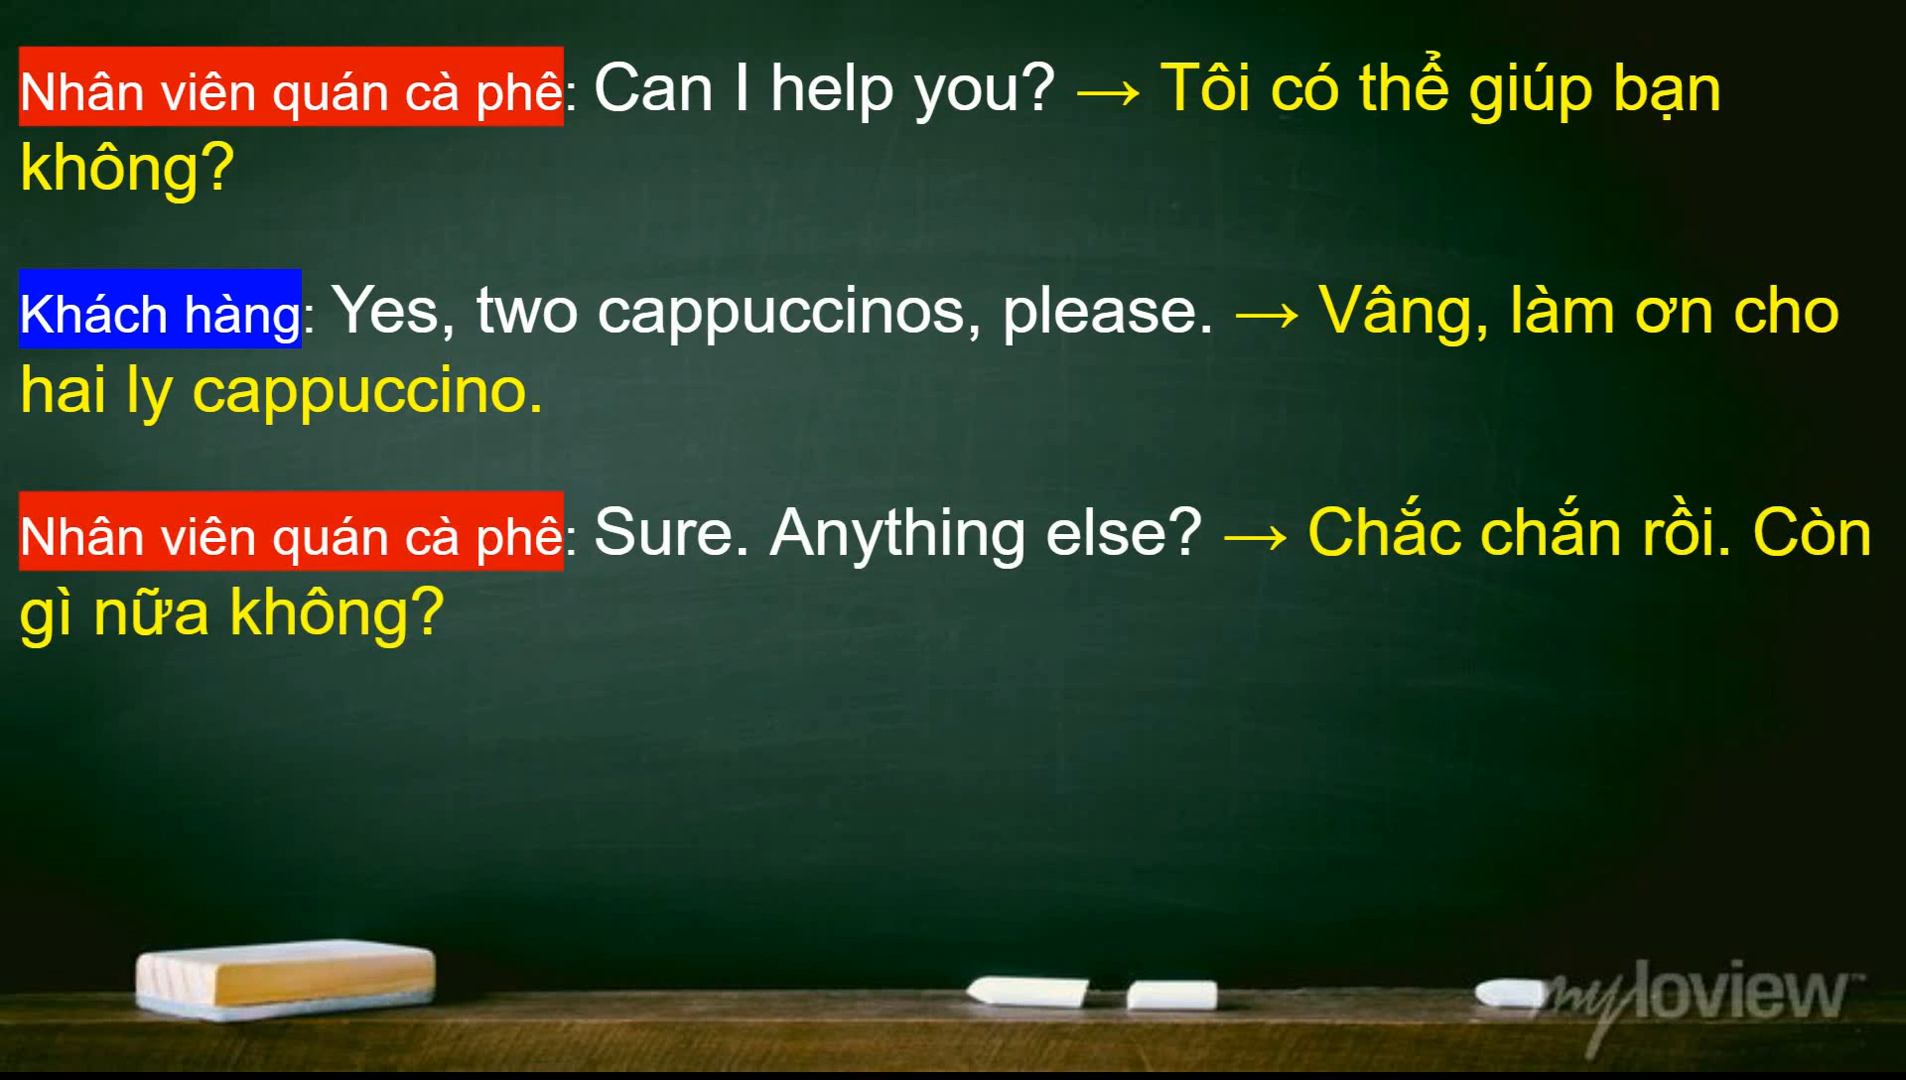 Nhân viên quán cà phê: Can I help you? → Tôi có thể giúp bạn
không?
Khách hàng: Yes, two cappuccinos, please. → Vâng, làm ơn cho
hai ly cappuccino.
Nhân viên quán cà phê: Sure. Anything else? → Chắc chắn rồi. Còn
gì nữa không?
myloview™